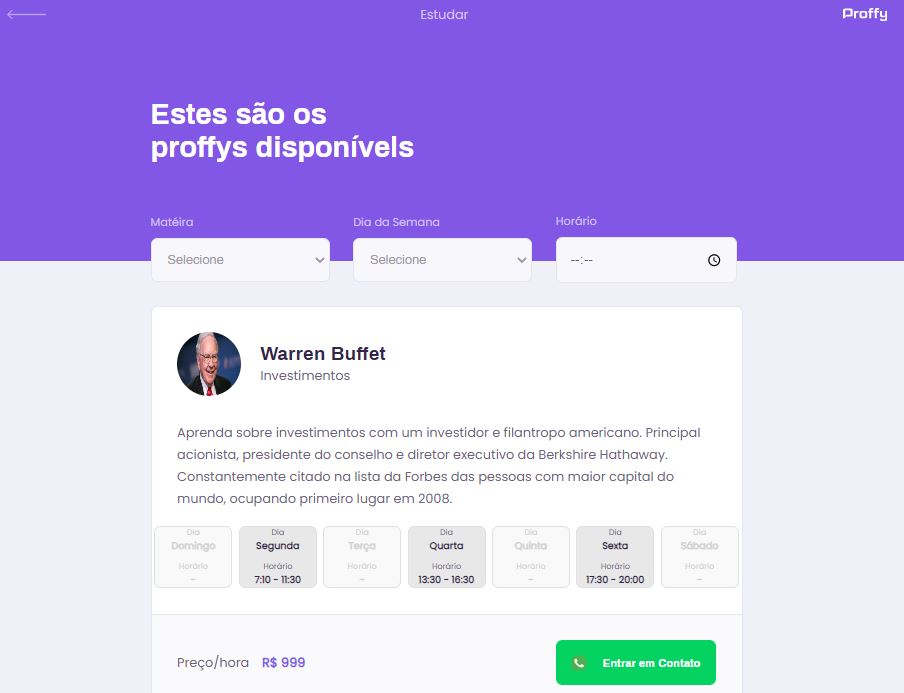 Estudar
Proffy
Estes são os
proffys disponíveis
Matéira
Dia da Semana
Horário
Selecione
Selecione
--:--
Warren Buffet
Investimentos
Aprenda sobre investimentos com um investidor e filantropo americano. Principal
acionista, presidente do conselho e diretor executivo da Berkshire Hathaway.
Constantemente citado na lista da Forbes das pessoas com maior capital do
mundo, ocupando primeiro lugar em 2008.
Dia
Domingo
Horário
-
Dia
Segunda
Horário
7:10 - 11:30
Dia
Terça
Horário
-
Dia
Quarta
Horário
13:30 - 16:30
Dia
Quinta
Horário
-
Dia
Sexta
Horário
17:30 - 20:00
Dia
Sábado
Horário
-
Preço/hora R$ 999
Entrar em Contato